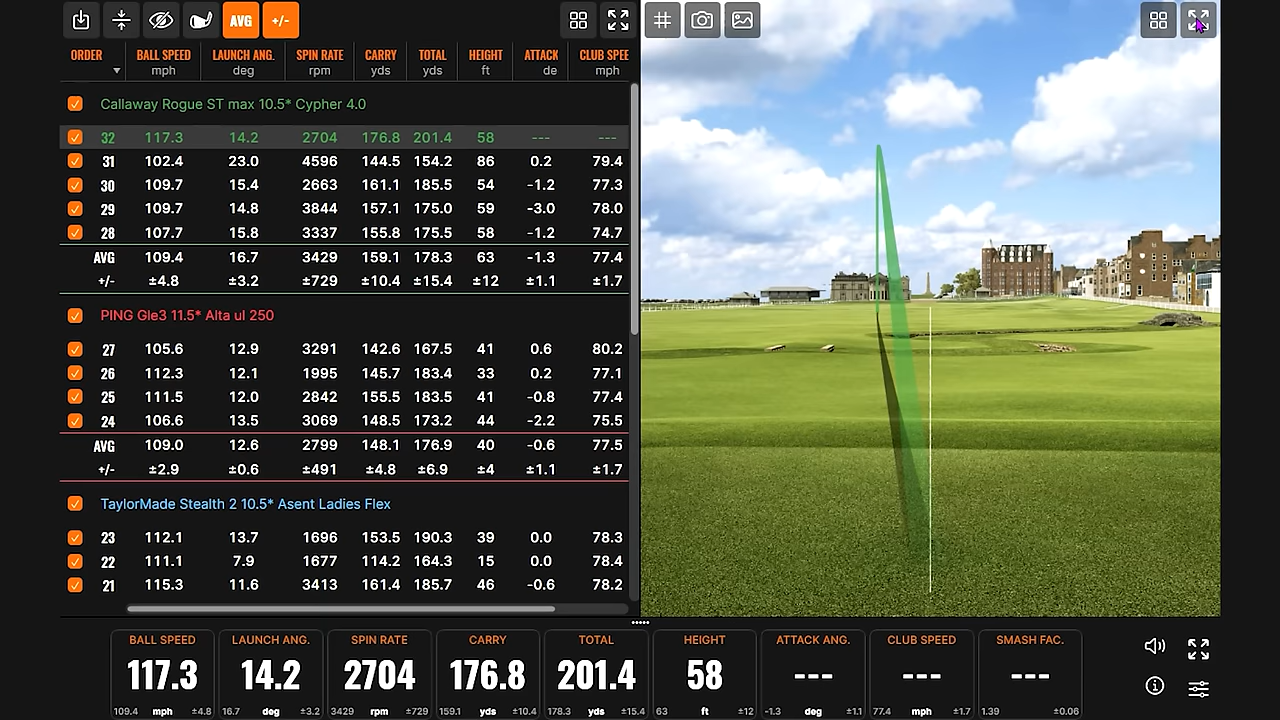 AVG +/-
ORDER BALL SPEED LAUNCH ANG. SPIN RATE CARRY TOTAL HEIGHT ATTACK CLUB SPEE
mph deg rpm yds yds ft de mph
Callaway Rogue ST max 10.5* Cypher 4.0
32 117.3 14.2 2704 176.8 201.4 58 --- ---
31 102.4 23.0 4596 144.5 154.2 86 0.2 79.4
30 109.7 15.4 2663 161.1 185.5 54 -1.2 77.3
29 109.7 14.8 3844 157.1 175.0 59 -3.0 78.0
28 107.7 15.8 3337 155.8 175.5 58 -1.2 74.7
AVG 109.4 16.7 3429 159.1 178.3 63 -1.3 77.4
+/- ±4.8 ±3.2 ±729 ±10.4 ±15.4 ±12 ±1.1 ±1.7
PING Gle3 11.5* Alta ul 250
27 105.6 12.9 3291 142.6 167.5 41 0.6 80.2
26 112.3 12.1 1995 145.7 183.4 33 0.2 77.1
25 111.5 12.0 2842 155.5 183.5 41 -0.8 77.4
24 106.6 13.5 3069 148.5 173.2 44 -2.2 75.5
AVG 109.0 12.6 2799 148.1 176.9 40 -0.6 77.5
+/- ±2.9 ±0.6 ±491 ±4.8 ±6.9 ±4 ±1.1 ±1.7
TaylorMade Stealth 2 10.5* Asent Ladies Flex
23 112.1 13.7 1696 153.5 190.3 39 0.0 78.3
22 111.1 7.9 1677 114.2 164.3 15 0.0 78.4
21 115.3 11.6 3413 161.4 185.7 46 -0.6 78.2
BALL SPEED LAUNCH ANG. SPIN RATE CARRY TOTAL HEIGHT ATTACK ANG. CLUB SPEED SMASH FAC.
117.3 14.2 2704 176.8 201.4 58 --- --- ---
109.4 mph ±4.8 16.7 deg ±3.2 3429 rpm ±729 159.1 yds ±10.4 178.3 yds ±15.4 63 ft ±12 -1.3 deg ±1.1 77.4 mph ±1.7 1.39 ±0.06